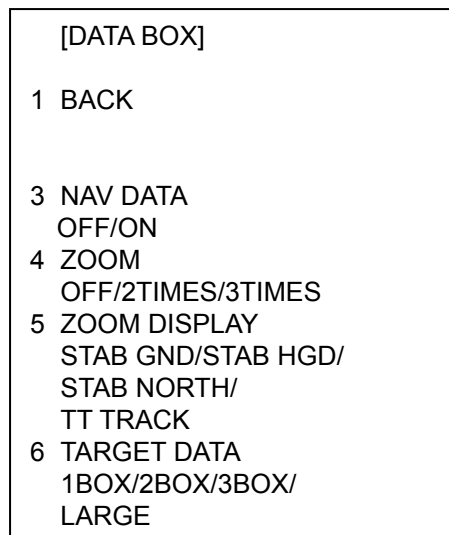 [DATA BOX]
1 BACK
3 NAV DATA
OFF/ON
4 ZOOM
OFF/2TIMES/3TIMES
5 ZOOM DISPLAY
STAB GND/STAB HGD/
STAB NORTH/
TT TRACK
6 TARGET DATA
1BOX/2BOX/3BOX/
LARGE